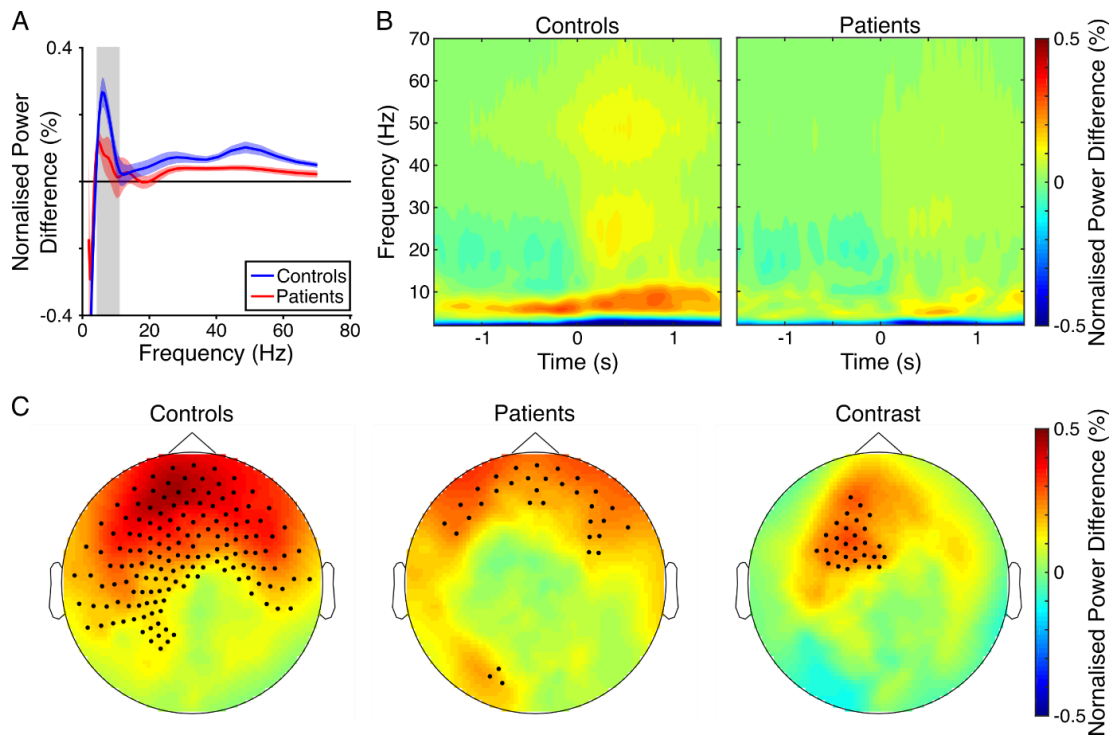 A
Normalised Power
Difference (%)
0.4
-0.4
0
20
40
60
80
Frequency (Hz)
Controls
Patients
B
Controls
Patients
Frequency (Hz)
70
60
50
40
30
20
10
-1
0
1
Time (s)
-1
0
1
Time (s)
0.5
0
-0.5
Normalised Power Difference (%)
C
Controls
Patients
Contrast
0.5
0
-0.5
Normalised Power Difference (%)